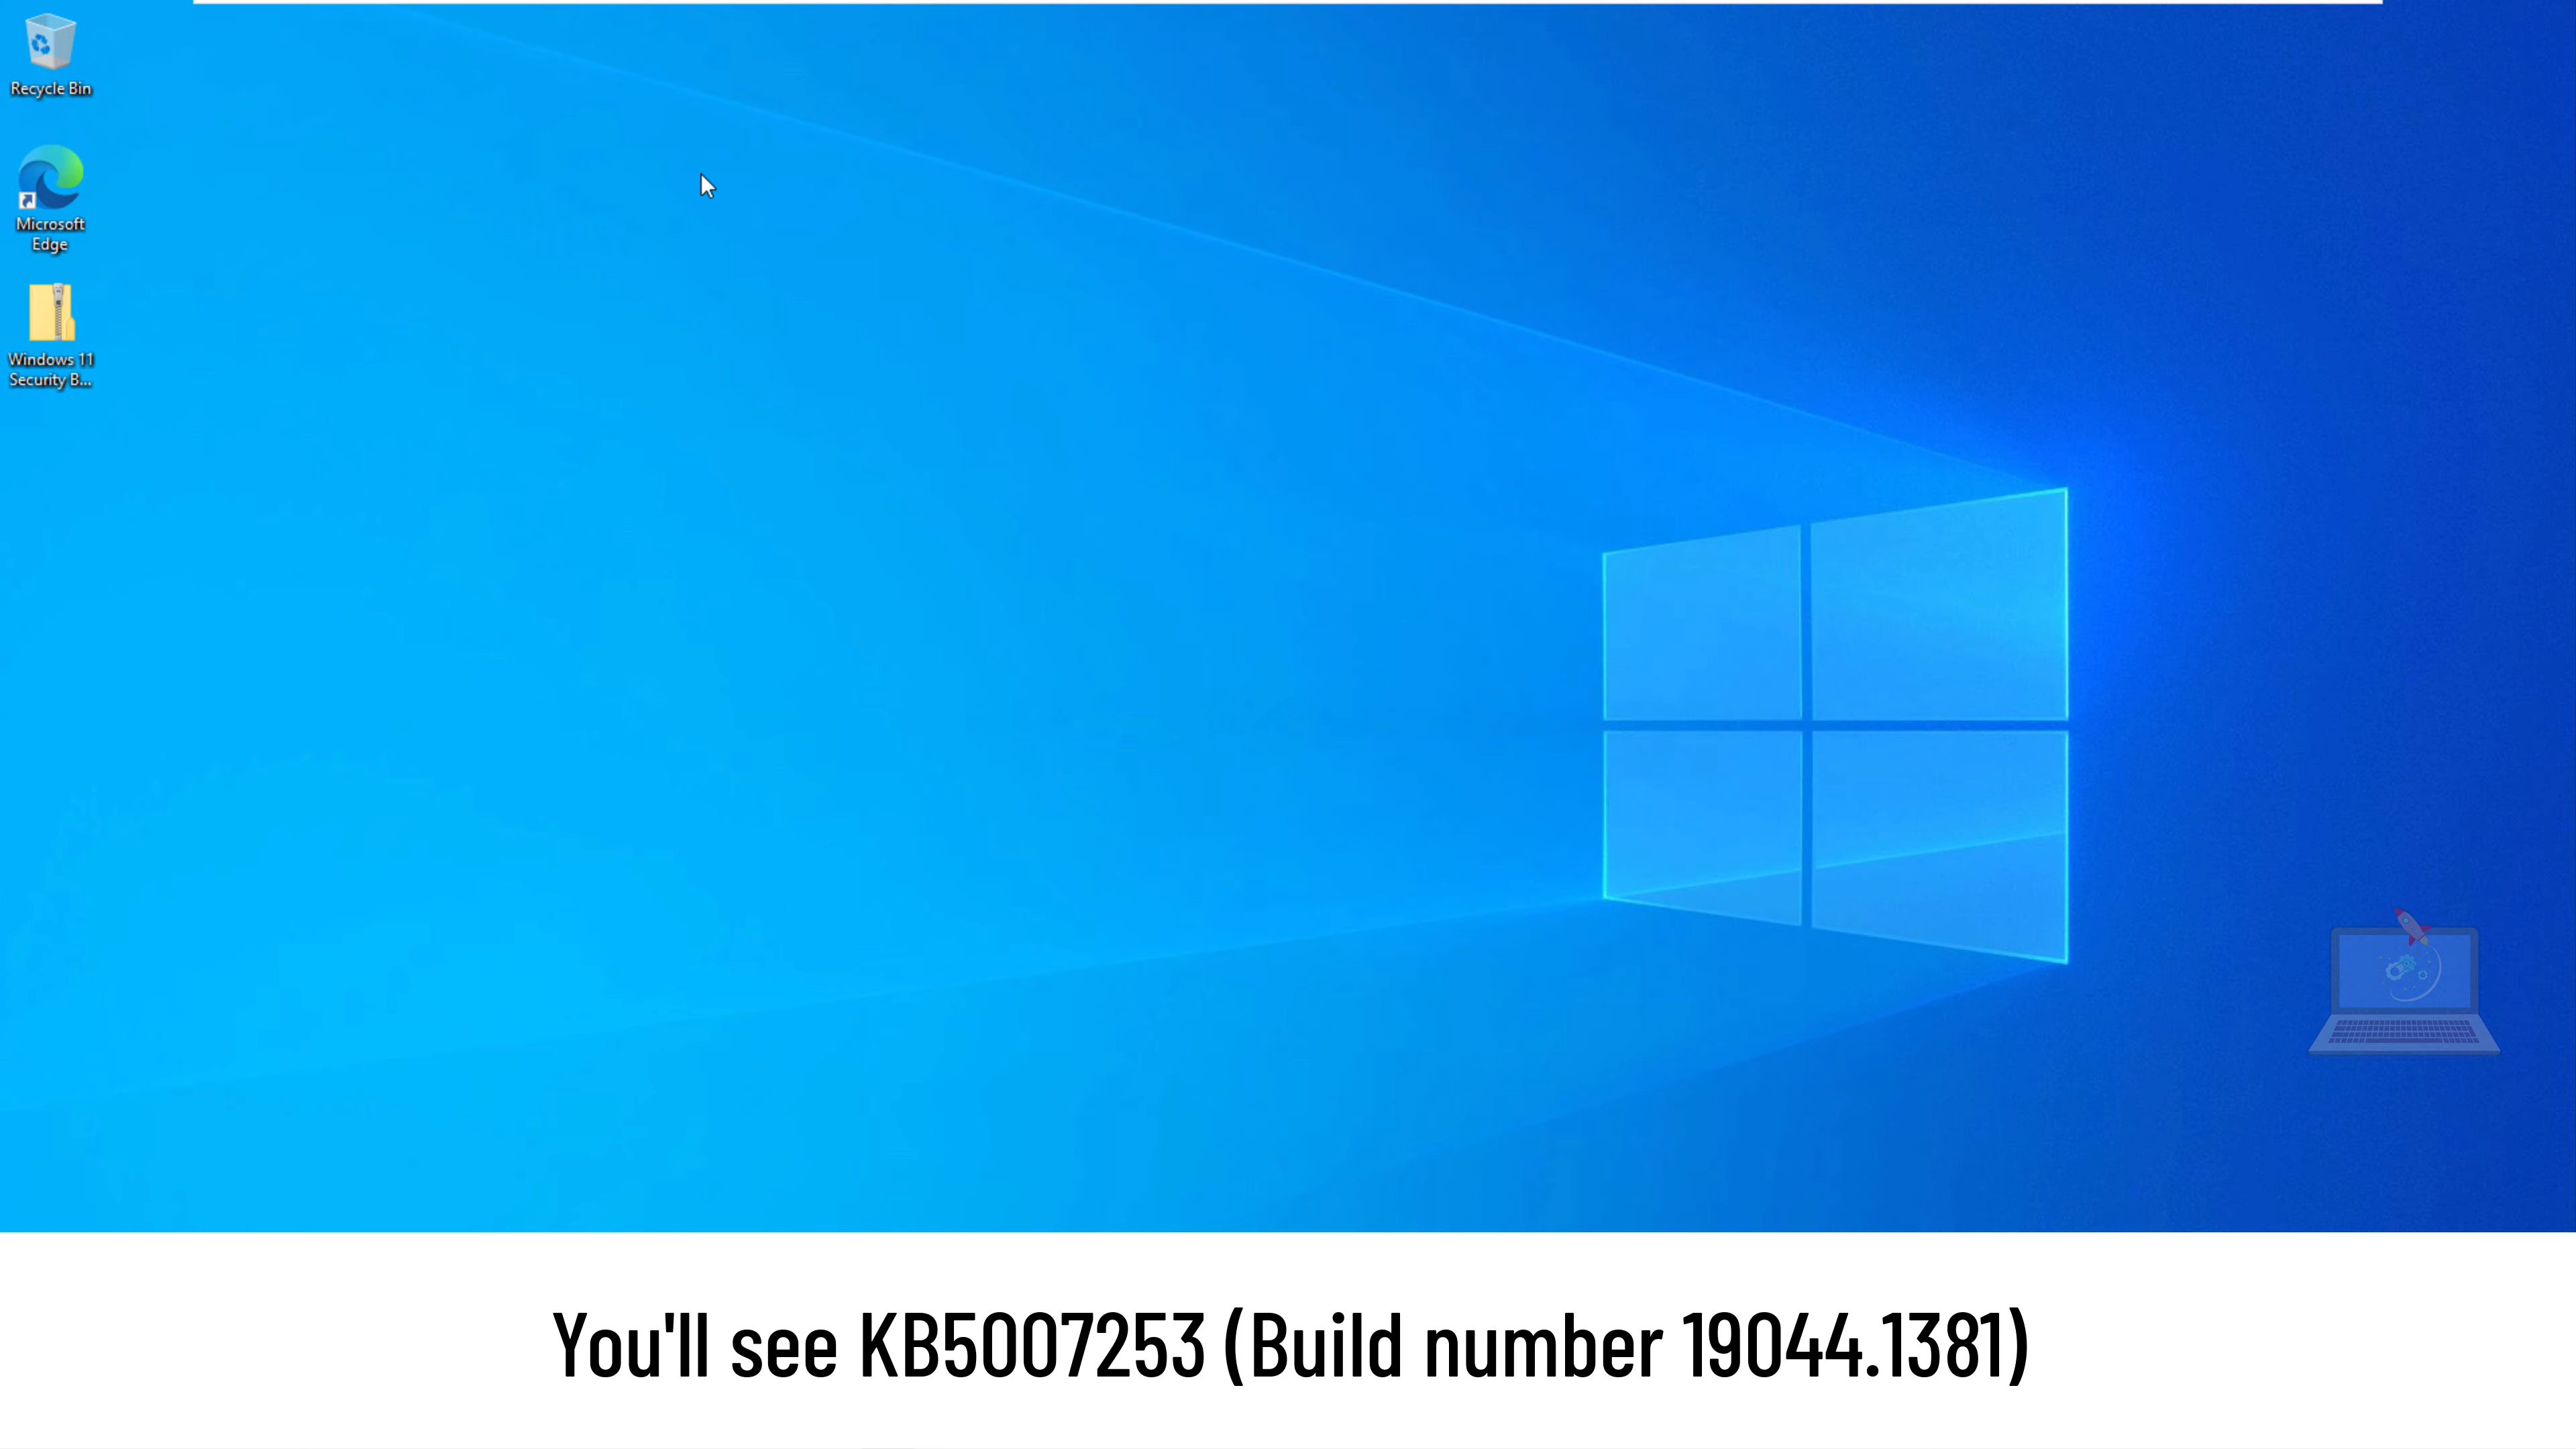 Recycle Bin
Microsoft
Edge
Windows 11
Security B...
You'll see KB5007253 (Build number 19044.1381)